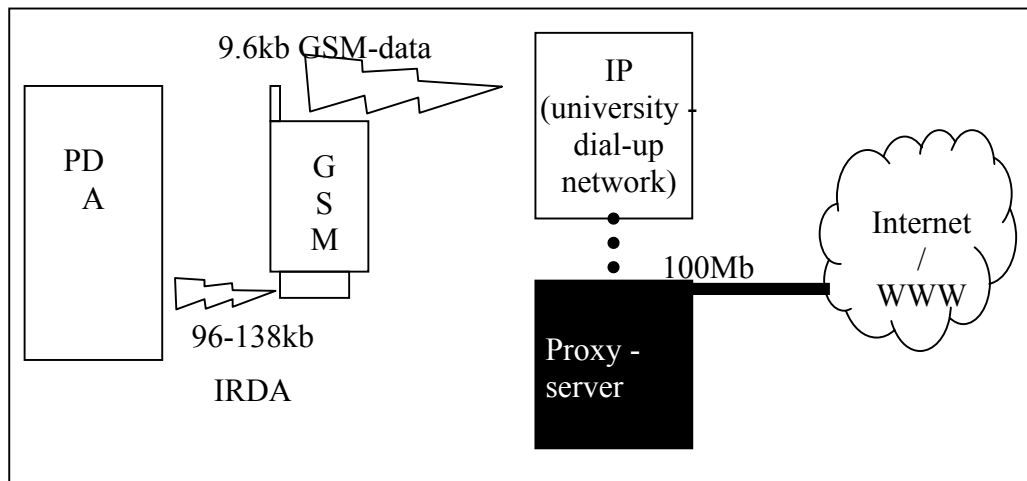 9.6kb GSM-data
PD
A
G
S
M
96-138kb
IRDA
IP
(university -
dial-up
network)
100Mb
Proxy -
server
Internet
/
WWW